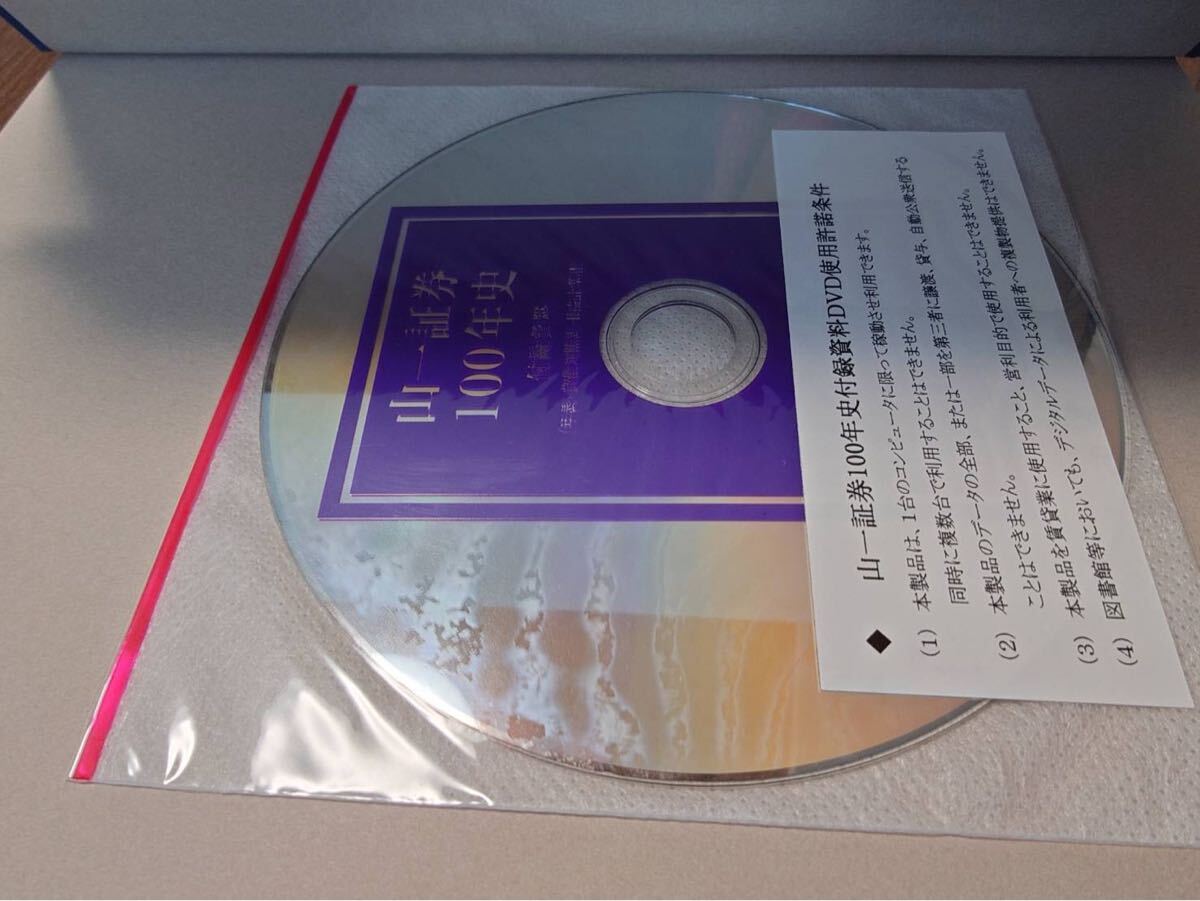 山一証券
100年史
付録資料
◆ 山一証券100年史付録資料DVD使用許諾条件
(1) 本製品は、1台のコンピュータに限って稼動させ利用できます。
同時に複数台で利用することはできません。
(2) 本製品のデータの全部、または一部を第三者に譲渡、貸与、自動公衆送信する
ことはできません。
(3) 本製品を賃貸業に使用すること、営利目的で使用することはできません。
(4) 図書館等においても、デジタルデータによる利用者への複製物提供はできません。